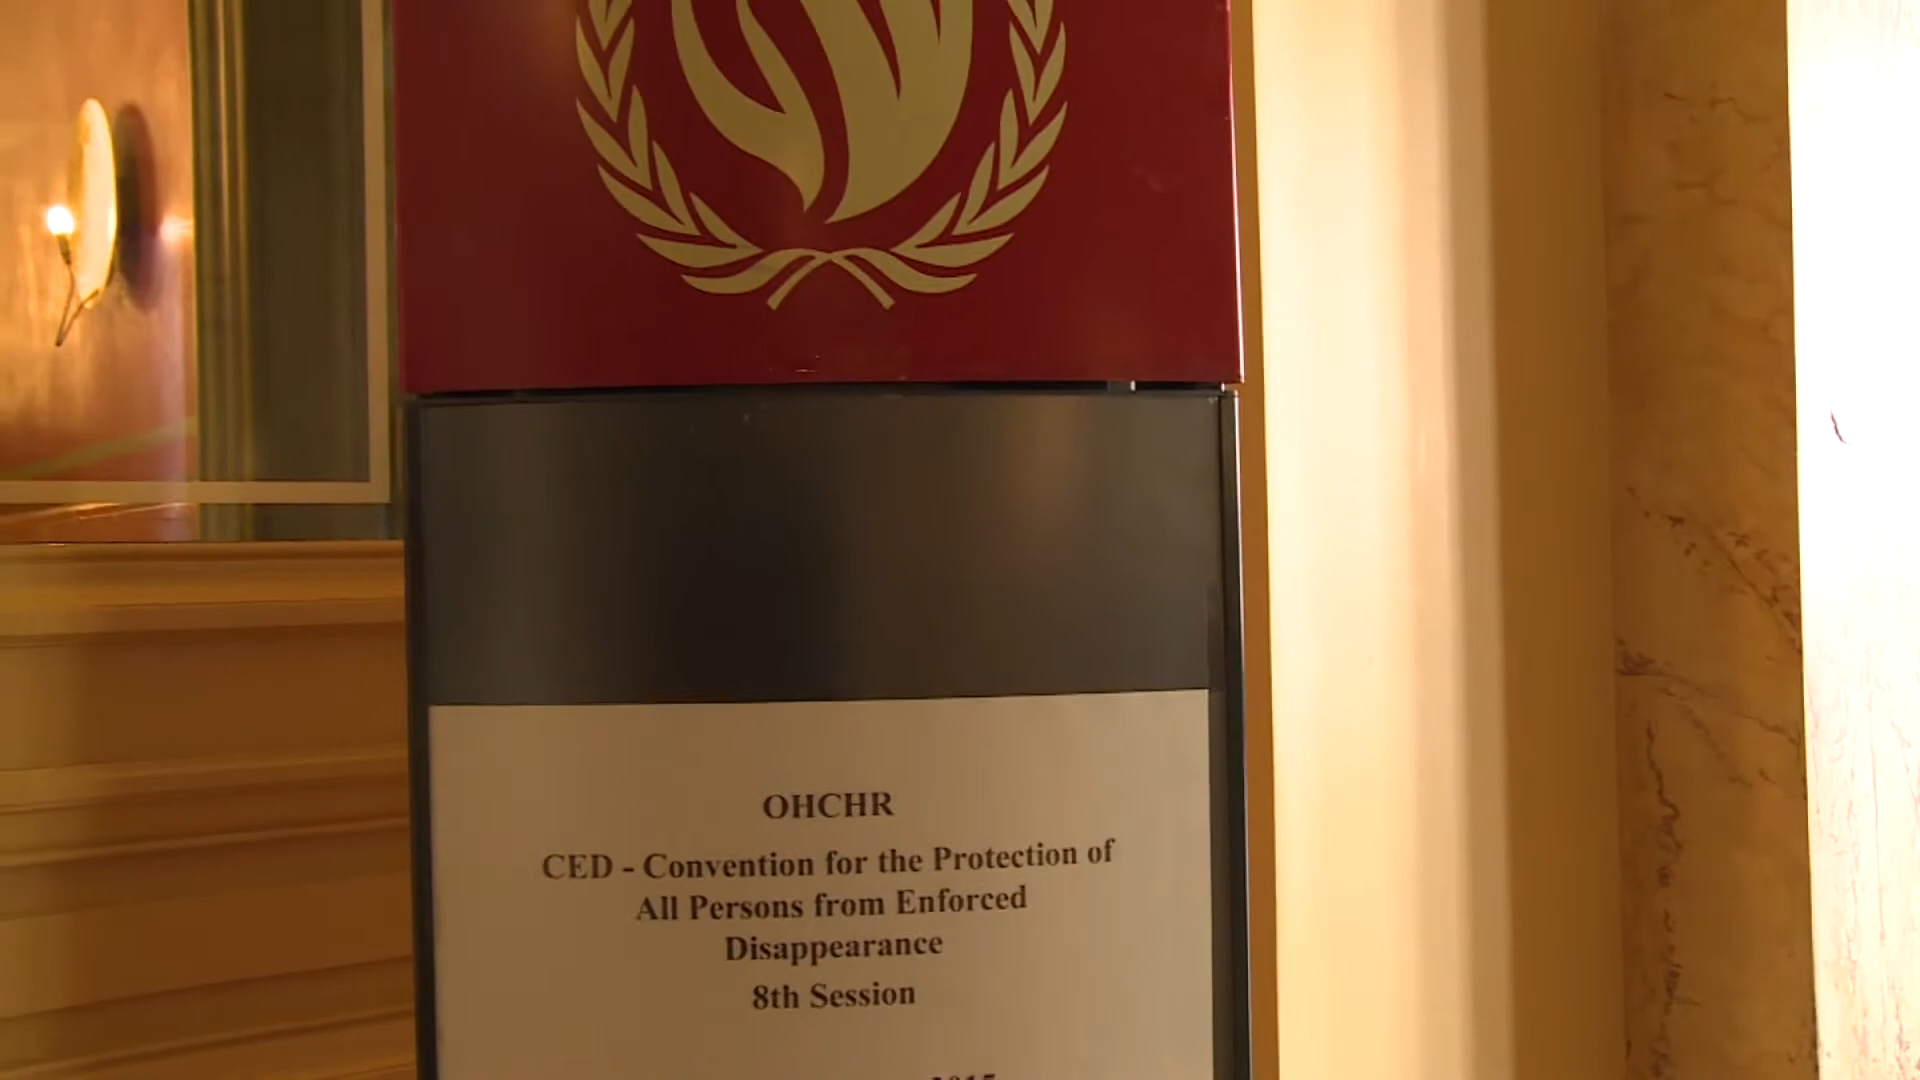 OHCHR
CED - Convention for the Protection of
All Persons from Enforced
Disappearance
8th Session